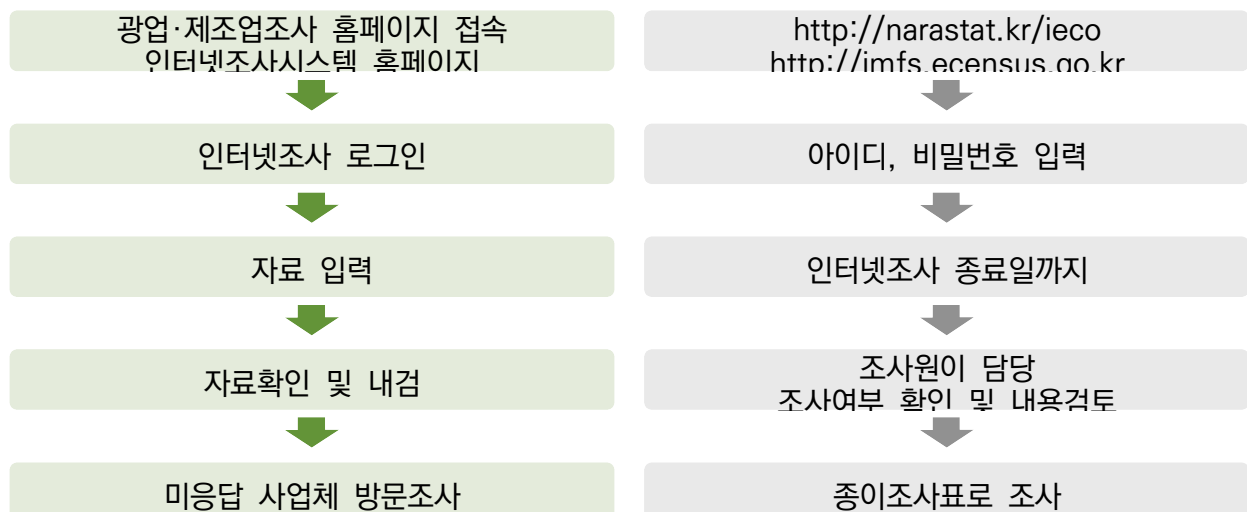 광업·제조업조사 홈페이지 접속
인터넷조사시스템 홈페이지
http://narastat.kr/ieco
http://imfs.ecensus.go.kr
인터넷조사 로그인
아이디, 비밀번호 입력
자료 입력
인터넷조사 종료일까지
자료확인 및 내검
조사원이 담당
조사여부 확인 및 내용검토
미응답 사업체 방문조사
종이조사표로 조사